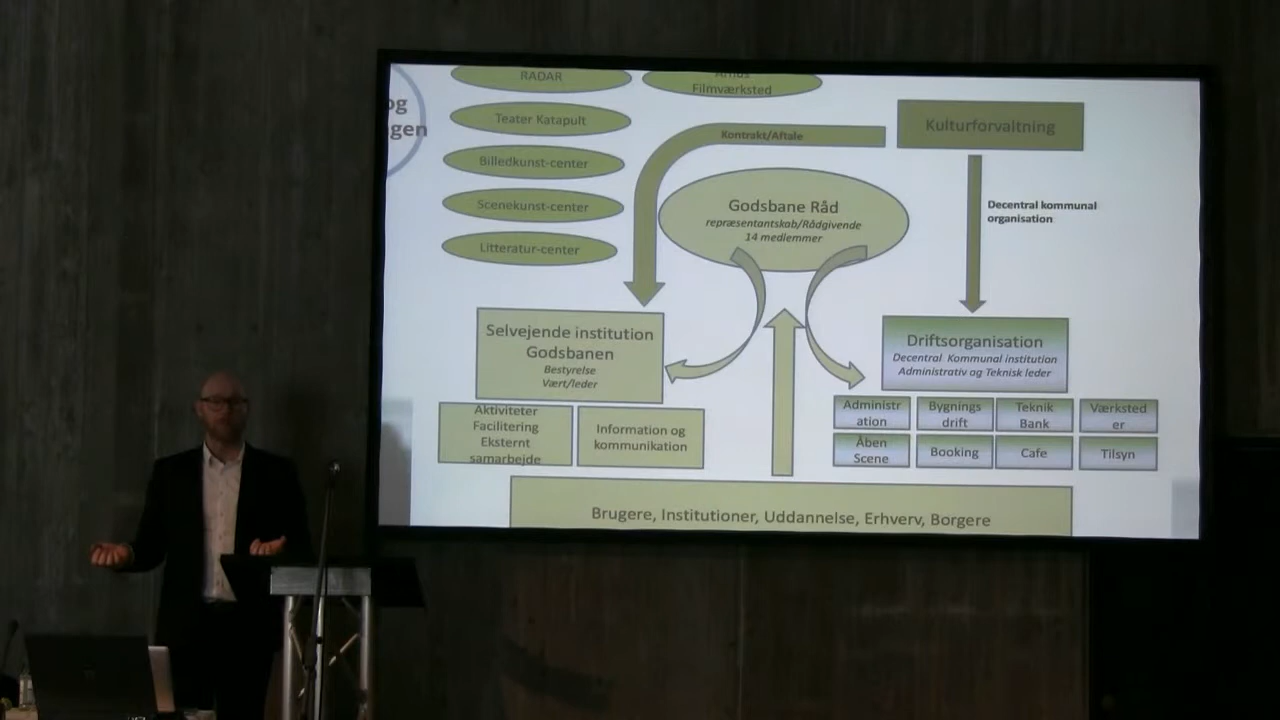 og
gen
RADAR
Århus
Filmværksted
Teater Katapult
Billedkunst-center
Scenekunst-center
Litteratur-center
Kontrakt/Aftale
Kulturforvaltning
Decentral kommunal
organisation
Godsbane Råd
repræsentantskab/Rådgivende
14 medlemmer
Selvejende institution
Godsbanen
Bestyrelse
Vært/leder
Aktiviteter
Facilitering
Eksternt
samarbejde
Information og
kommunikation
Driftsorganisation
Decentral Kommunal institution
Administrativ og Teknisk leder
Administr
ation
Bygnings
drift
Teknik
Bank
Værksted
er
Åben
Scene
Booking
Cafe
Tilsyn
Brugere, Institutioner, Uddannelse, Erhverv, Borgere